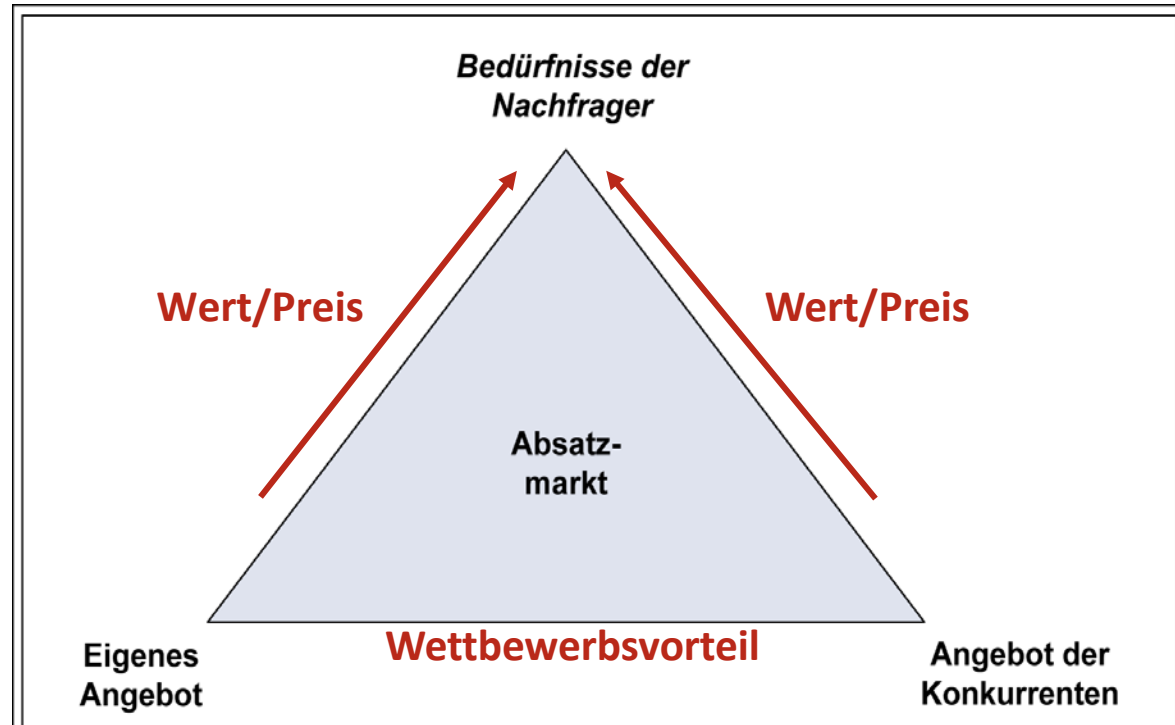 Bedürfnisse der
Nachfrager
Wert/Preis
Wert/Preis
Absatz-
markt
Wettbewerbsvorteil
Eigenes
Angebot
Angebot der
Konkurrenten